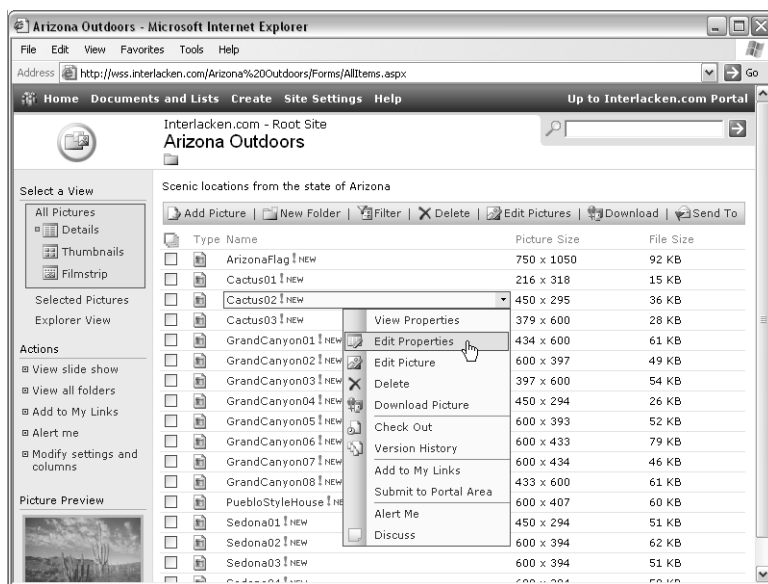 Arizona Outdoors - Microsoft Internet Explorer
File Edit View Favorites Tools Help
Address http://wss.interlacken.com/Arizona%20Outdoors/Forms/AllItems.aspx Go
Home Documents and Lists Create Site Settings Help Up to Interlacken.com Portal
Interlacken.com - Root Site
Arizona Outdoors
Select a View
All Pictures
Details
Thumbnails
Filmstrip
Selected Pictures
Explorer View
Actions
View slide show
View all folders
Add to My Links
Alert me
Modify settings and
columns
Picture Preview
Scenic locations from the state of Arizona
Add Picture | New Folder | Filter | Delete | Edit Pictures | Download | Send To
Type Name Picture Size File Size
ArizonaFlag ! NEW 750 x 1050 92 KB
Cactus01 ! NEW 216 x 318 15 KB
Cactus02 ! NEW 450 x 295 36 KB
Cactus03 ! NEW 379 x 600 28 KB
GrandCanyon01 ! NEW 434 x 600 61 KB
GrandCanyon02 ! NEW 600 x 397 49 KB
GrandCanyon03 ! NEW 397 x 600 54 KB
GrandCanyon04 ! NEW 450 x 294 26 KB
GrandCanyon05 ! NEW 600 x 393 52 KB
GrandCanyon06 ! NEW 600 x 433 79 KB
GrandCanyon07 ! NEW 600 x 434 46 KB
GrandCanyon08 ! NEW 433 x 600 61 KB
PuebloStyleHouse ! NE 600 x 407 60 KB
Sedona01 ! NEW 450 x 294 51 KB
Sedona02 ! NEW 600 x 394 62 KB
Sedona03 ! NEW 600 x 394 51 KB
View Properties
Edit Properties
Edit Picture
Delete
Download Picture
Check Out
Version History
Add to My Links
Submit to Portal Area
Alert Me
Discuss